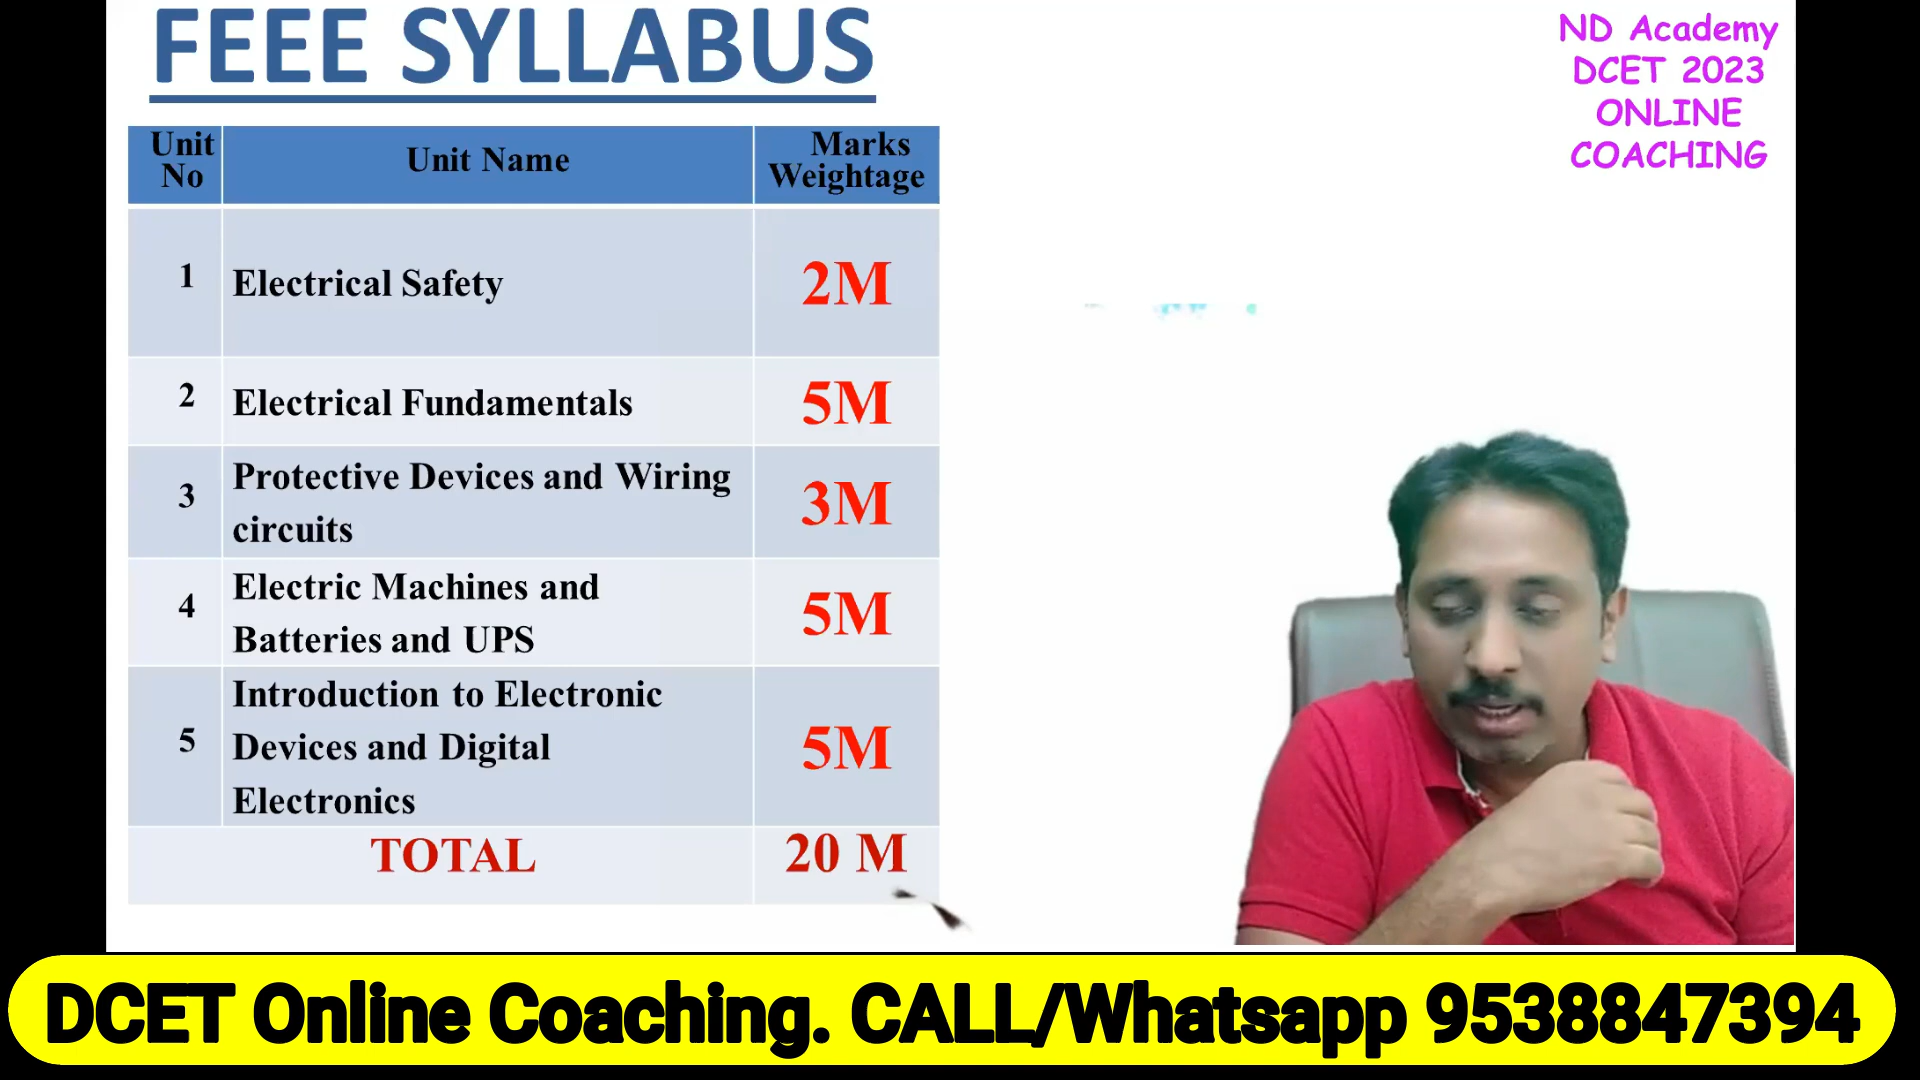 FEEE SYLLABUS
ND Academy
DCET 2023
ONLINE
COACHING
Unit No Unit Name Marks Weightage
1 Electrical Safety 2M
2 Electrical Fundamentals 5M
3 Protective Devices and Wiring circuits 3M
4 Electric Machines and Batteries and UPS 5M
5 Introduction to Electronic Devices and Digital Electronics 5M
TOTAL 20 M
DCET Online Coaching. CALL/Whatsapp 9538847394